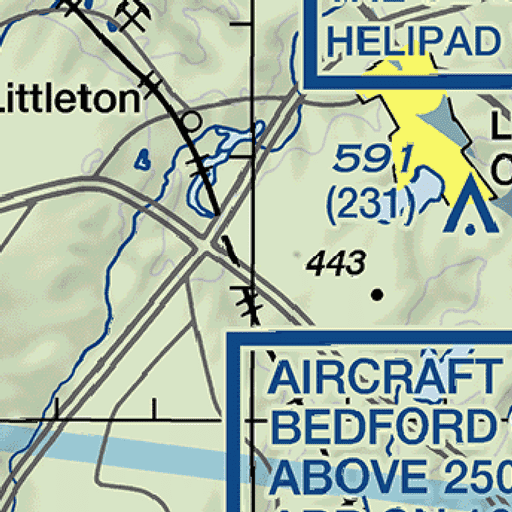 HELIPAD
Littleton
591
(231)
443
AIRCRAFT
BEDFORD
ABOVE 250